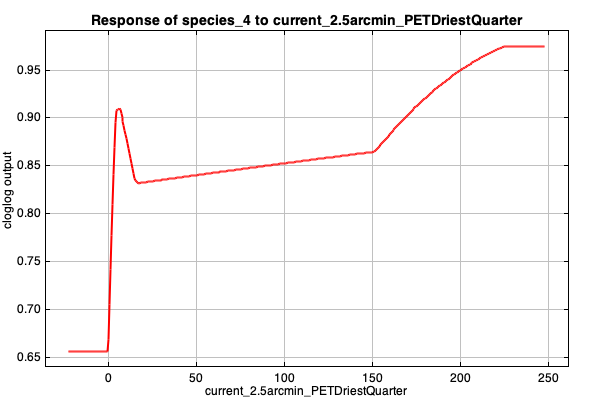 Response of species_4 to current_2.5arcmin_PETDriestQuarter
cloglog output
0.95
0.90
0.85
0.80
0.75
0.70
0.65
0 50 100 150 200 250
current_2.5arcmin_PETDriestQuarter